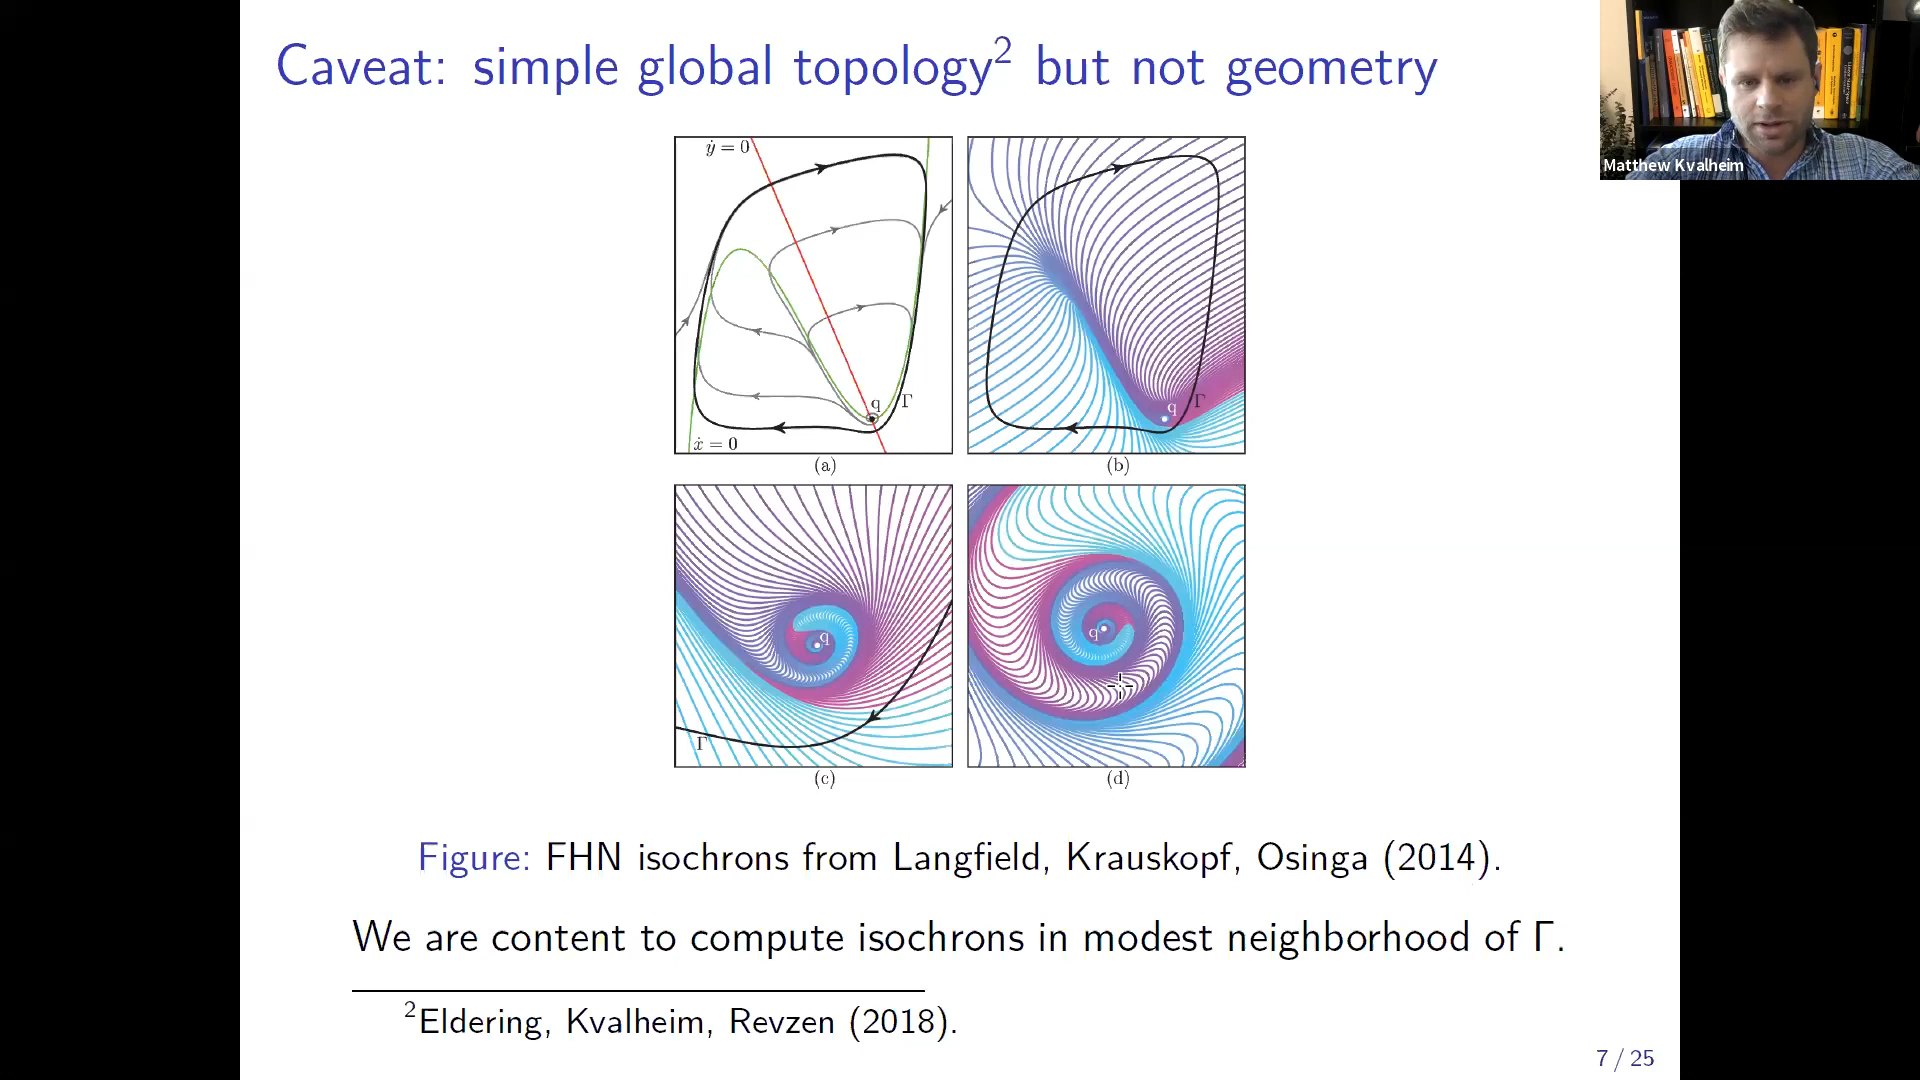 Caveat: simple global topology² but not geometry
Matthew Kvalheim
ẏ = 0
q
Γ
ẋ = 0
(a)
q
Γ
(b)
q
Γ
(c)
q
(d)
Figure: FHN isochrons from Langfield, Krauskopf, Osinga (2014).
We are content to compute isochrons in modest neighborhood of Γ.
²Eldering, Kvalheim, Revzen (2018).
7 / 25